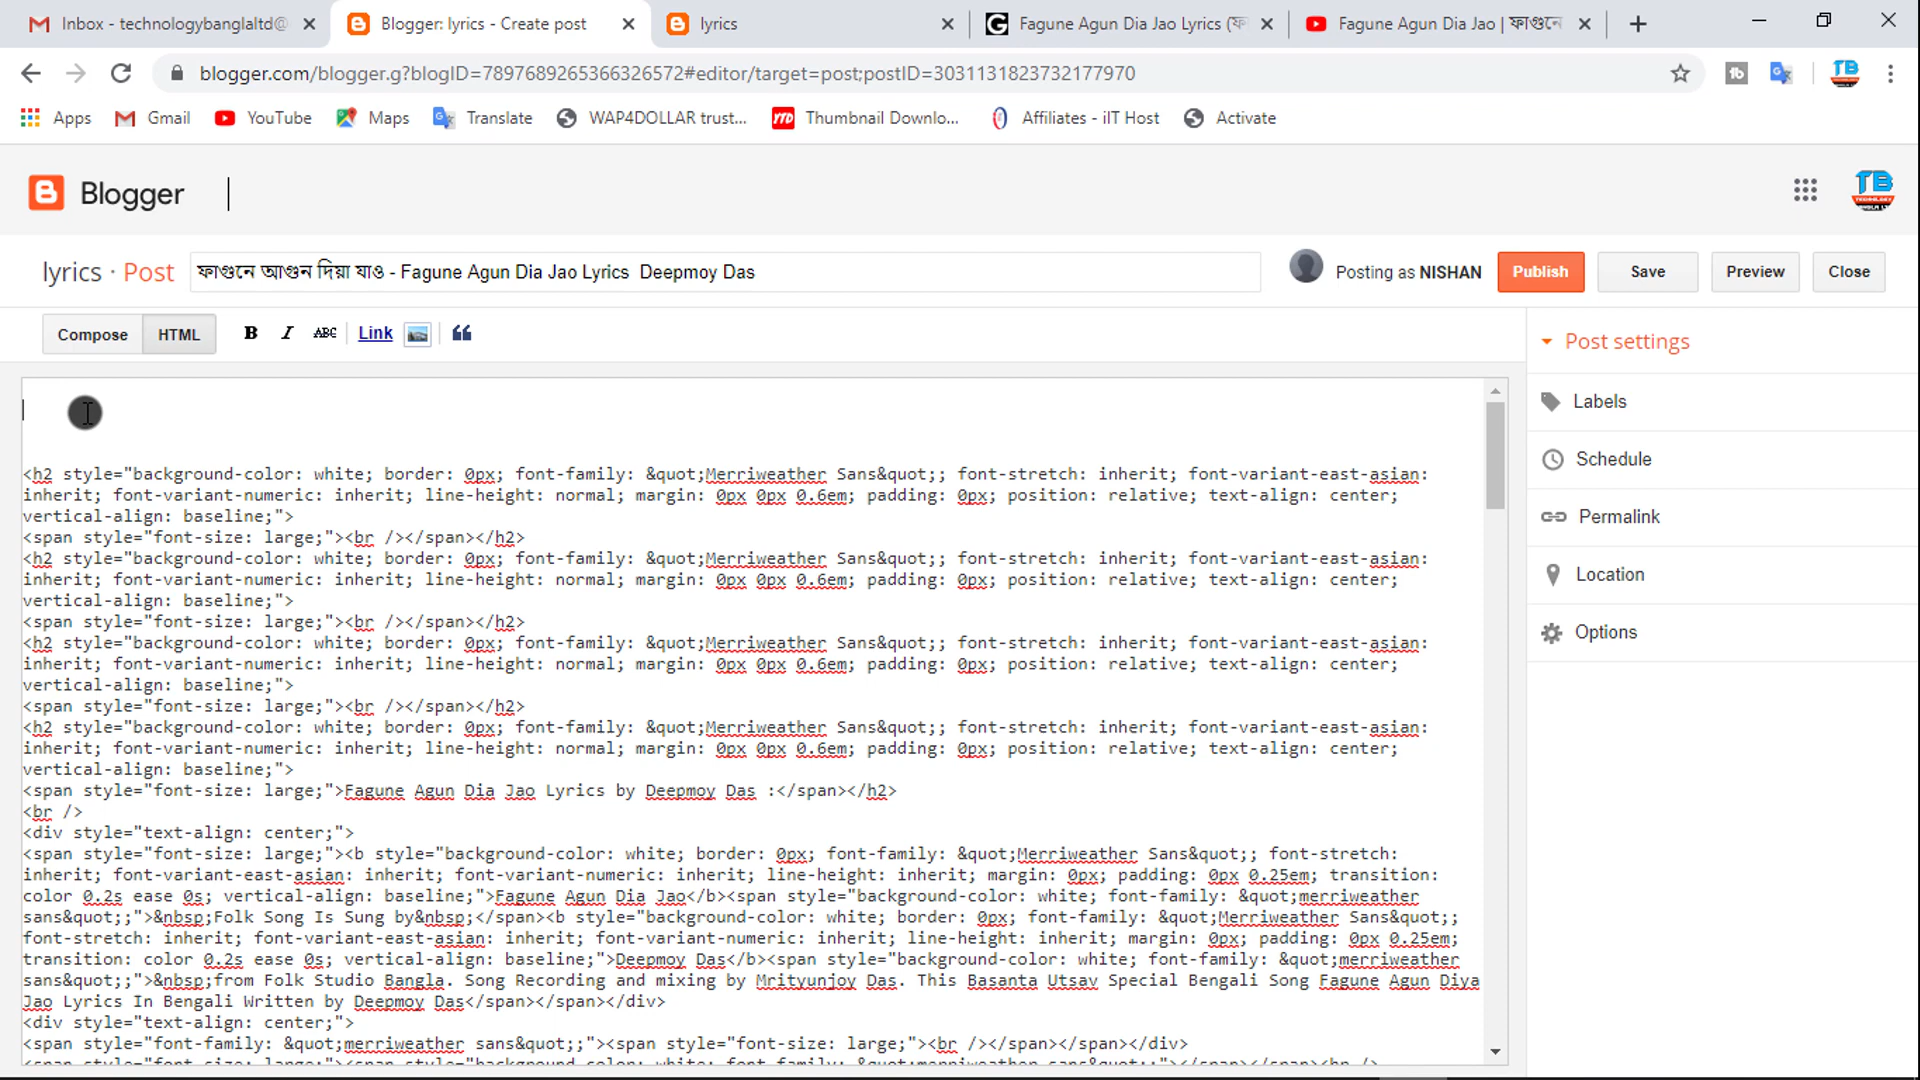 Inbox - technologybanglaltd@
Blogger: lyrics - Create post
lyrics
Fagune Agun Dia Jao Lyrics (ফ
Fagune Agun Dia Jao | ফাগুনে
blogger.com/blogger.g?blogID=7897689265366326572#editor/target=post;postID=3031131823732177970
Apps
Gmail
YouTube
Maps
Translate
WAP4DOLLAR trust...
Thumbnail Downlo...
Affiliates - iIT Host
Activate
Blogger
lyrics · Post
ফাগুনে আগুন দিয়া যাও - Fagune Agun Dia Jao Lyrics  Deepmoy Das
Posting as NISHAN
Publish
Save
Preview
Close
Compose
HTML
B
I
ABC
Link
Post settings
Labels
Schedule
Permalink
Location
Options
<h2 style="background-color: white; border: 0px; font-family: &quot;Merriweather Sans&quot;; font-stretch: inherit; font-variant-east-asian:
inherit; font-variant-numeric: inherit; line-height: normal; margin: 0px 0px 0.6em; padding: 0px; position: relative; text-align: center;
vertical-align: baseline;">
<span style="font-size: large;"><br /></span></h2>
<h2 style="background-color: white; border: 0px; font-family: &quot;Merriweather Sans&quot;; font-stretch: inherit; font-variant-east-asian:
inherit; font-variant-numeric: inherit; line-height: normal; margin: 0px 0px 0.6em; padding: 0px; position: relative; text-align: center;
vertical-align: baseline;">
<span style="font-size: large;"><br /></span></h2>
<h2 style="background-color: white; border: 0px; font-family: &quot;Merriweather Sans&quot;; font-stretch: inherit; font-variant-east-asian:
inherit; font-variant-numeric: inherit; line-height: normal; margin: 0px 0px 0.6em; padding: 0px; position: relative; text-align: center;
vertical-align: baseline;">
<span style="font-size: large;"><br /></span></h2>
<h2 style="background-color: white; border: 0px; font-family: &quot;Merriweather Sans&quot;; font-stretch: inherit; font-variant-east-asian:
inherit; font-variant-numeric: inherit; line-height: normal; margin: 0px 0px 0.6em; padding: 0px; position: relative; text-align: center;
vertical-align: baseline;">
<span style="font-size: large;">Fagune Agun Dia Jao Lyrics by Deepmoy Das :</span></h2>
<br />
<div style="text-align: center;">
<span style="font-size: large;"><b style="background-color: white; border: 0px; font-family: &quot;Merriweather Sans&quot;; font-stretch:
inherit; font-variant-east-asian: inherit; font-variant-numeric: inherit; line-height: inherit; margin: 0px; padding: 0px 0.25em; transition:
color 0.2s ease 0s; vertical-align: baseline;">Fagune Agun Dia Jao</b><span style="background-color: white; font-family: &quot;merriweather
sans&quot;;">&nbsp;Folk Song Is Sung by&nbsp;</span><b style="background-color: white; border: 0px; font-family: &quot;Merriweather Sans&quot;;
font-stretch: inherit; font-variant-east-asian: inherit; font-variant-numeric: inherit; line-height: inherit; margin: 0px; padding: 0px 0.25em;
transition: color 0.2s ease 0s; vertical-align: baseline;">Deepmoy Das</b><span style="background-color: white; font-family: &quot;merriweather
sans&quot;;">&nbsp;from Folk Studio Bangla. Song Recording and mixing by Mrityunjoy Das. This Basanta Utsav Special Bengali Song Fagune Agun Diya
Jao Lyrics In Bengali Written by Deepmoy Das</span></span></div>
<div style="text-align: center;">
<span style="font-family: &quot;merriweather sans&quot;;"><span style="font-size: large;"><br /></span></span></div>
<span style="font-size: large;"><span style="background-color: white; font-family: &quot;merriweather sans&quot;;"></span></span><br />